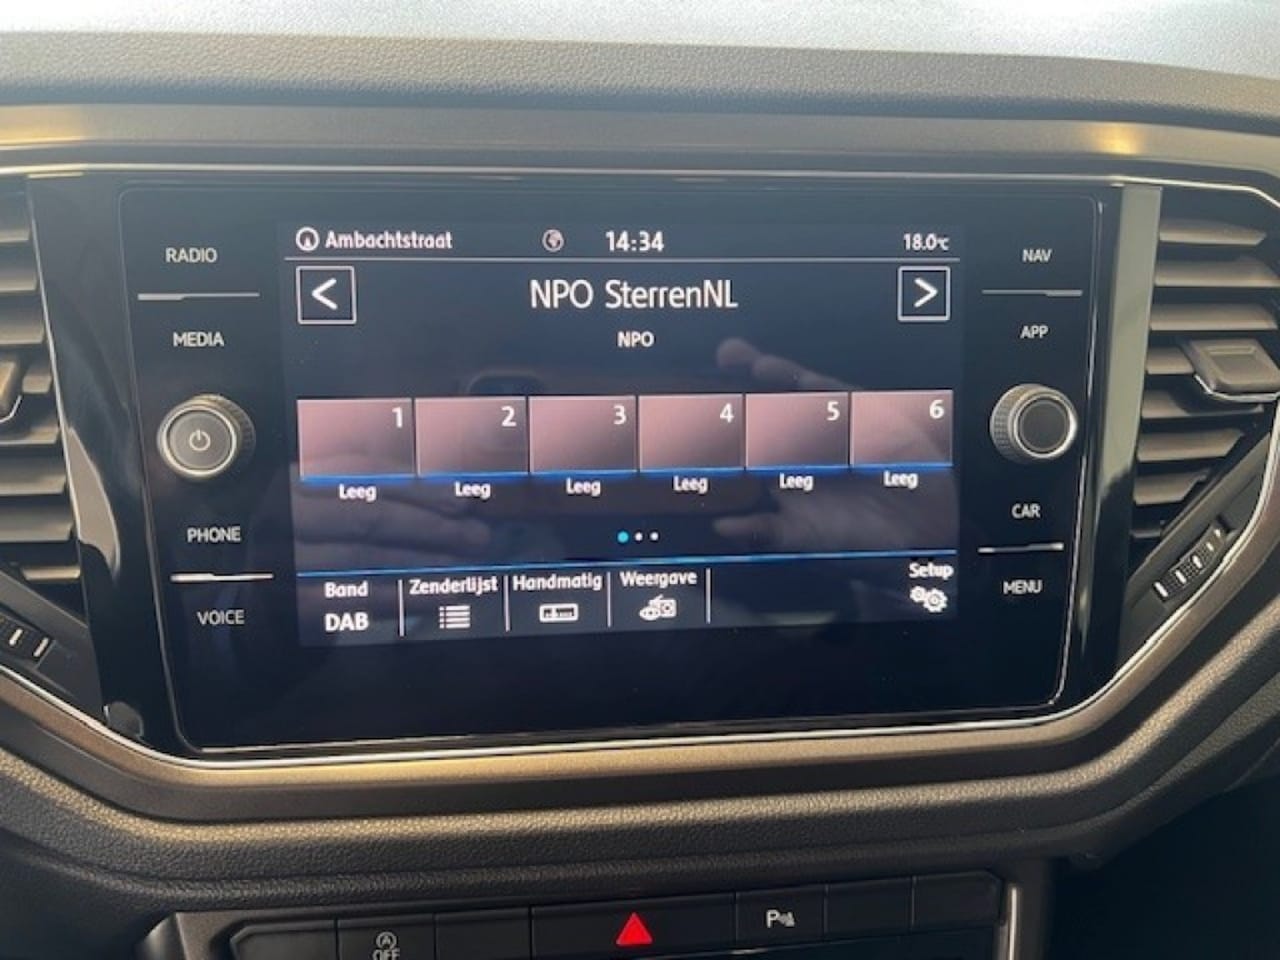 RADIO
MEDIA
PHONE
VOICE
Ambachtstraat
14:34
18.0°C
<
NPO SterrenNL
>
NPO
1 2 3 4 5 6
Leeg Leeg Leeg Leeg Leeg Leeg
Band Zenderlijst Handmatig Weergave Setup
DAB
NAV
APP
CAR
MENU
A
OFF
P